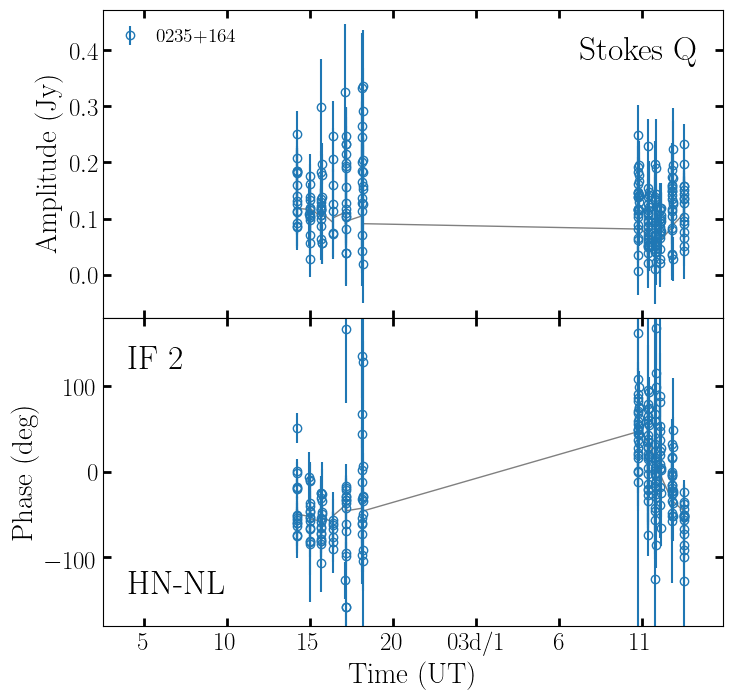 0235+164
Stokes Q
0.4
0.3
0.2
0.1
0.0
Amplitude (Jy)
IF 2
100
0
−100
Phase (deg)
HN-NL
5 10 15 20 03d/1 6 11
Time (UT)